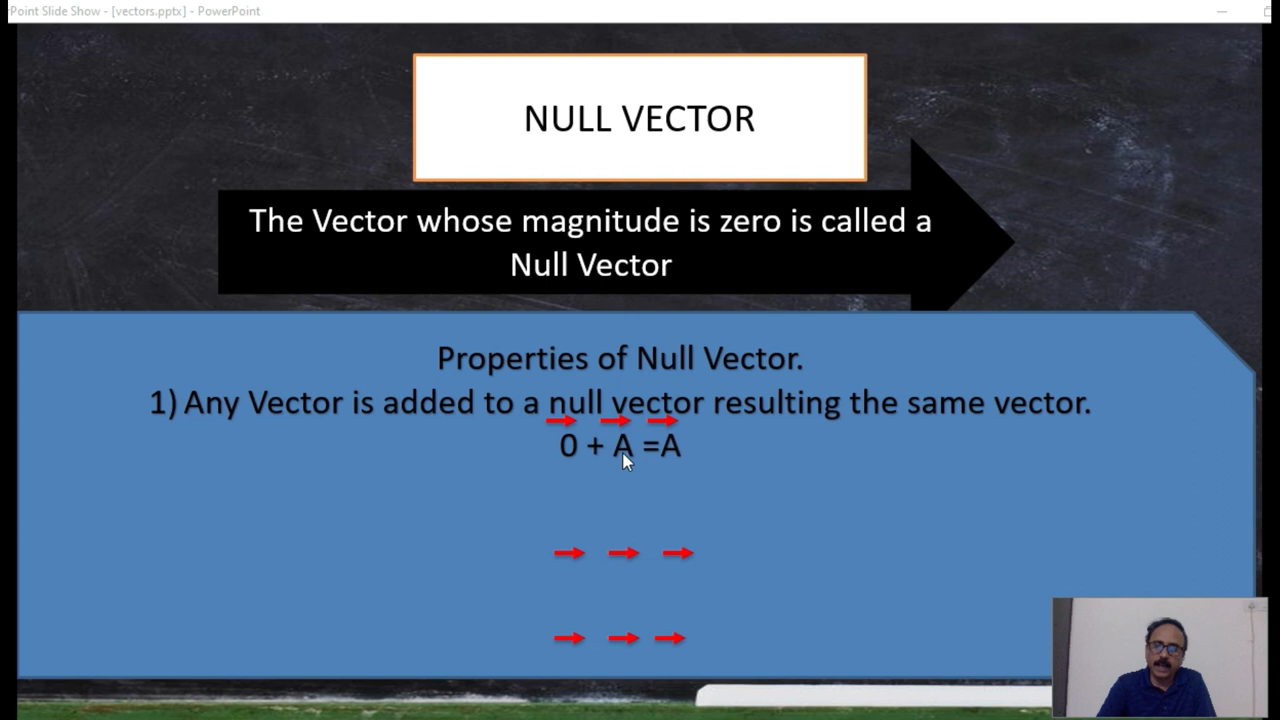 Point Slide Show - [vectors.pptx] - PowerPoint
NULL VECTOR
The Vector whose magnitude is zero is called a
Null Vector
Properties of Null Vector.
1) Any Vector is added to a null vector resulting the same vector.
0 + A =A